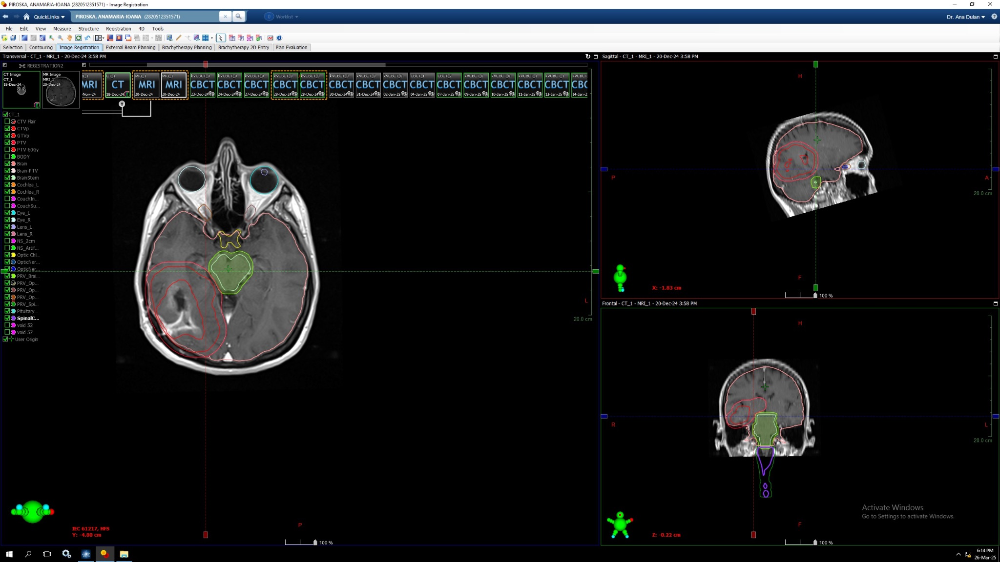 PIROSKA, ANAMARIA-IOANA (2820512351571) - Image Registration
QuickLinks
PIROSKA, ANAMARIA-IOANA (2820512351571)
0 Worklist
Dr. Ana Dulan
File Edit View Measure Structure Registration 4D Tools
Selection Contouring Image Registration External Beam Planning Brachytherapy Planning Brachytherapy 2D Entry Plan Evaluation
Transversal - CT_1 - MRI_1 - 20-Dec-24 3:58 PM
REGISTRATION2
CT Image
CT_1
18-Dec-24
MR Image
MRI_1
20-Dec-24
I_1
MRI
-Nov-24
CT_1
CT
18-Dec-24
MRI_1
MRI
20-Dec-24
MRI_1
MRI
20-Dec-24
kVCBCT_0
CBCT
23-Dec-24
kVCBCT_0
CBCT
24-Dec-24
kVCBCT_0
CBCT
27-Dec-24
kVCBCT_0
CBCT
28-Dec-24
kVCBCT_0
CBCT
28-Dec-24
kVCBCT_0
CBCT
30-Dec-24
kVCBCT_0
CBCT
31-Dec-24
kVCBCT_0
CBCT
02-Jan-25
CBCT_1
CBCT
04-Jan-25
CBCT_2
CBCT
07-Jan-25
kVCBCT_0
CBCT
09-Jan-25
kVCBCT_0
CBCT
10-Jan-25
kVCBCT_1
CBCT
11-Jan-25
kVCBCT_1
CBCT
13-Jan-25
kVCBCT
CBC
14-Jan-2
CT_1
CTV Flair
CTVp
GTVp
PTV
PTV 60Gy
BODY
Brain
Brain-PTV
BrainStem
Cochlea_L
Cochlea_R
CouchIn...
CouchSu...
Eye_L
Eye_R
Lens_L
Lens_R
NS_2cm
NS_Artif...
Optic Chi...
OpticNer...
OpticNer...
PRV_Brai...
PRV_Op...
PRV_Op...
PRV_Op...
PRV_Spi...
Pituitary...
SpinalC...
void 52
void 57
User Origin
L
20.0 cm
P
IEC 61217, HFS
Y: -4.80 cm
100 %
Sagittal - CT_1 - MRI_1 - 20-Dec-24 3:58 PM
H
P
A
20.0 cm
F
X: -1.83 cm
100 %
Frontal - CT_1 - MRI_1 - 20-Dec-24 3:58 PM
H
R
L
20.0 cm
F
Z: -0.22 cm
100 %
Activate Windows
Go to Settings to activate Windows.
6:14 PM
26-Mar-25